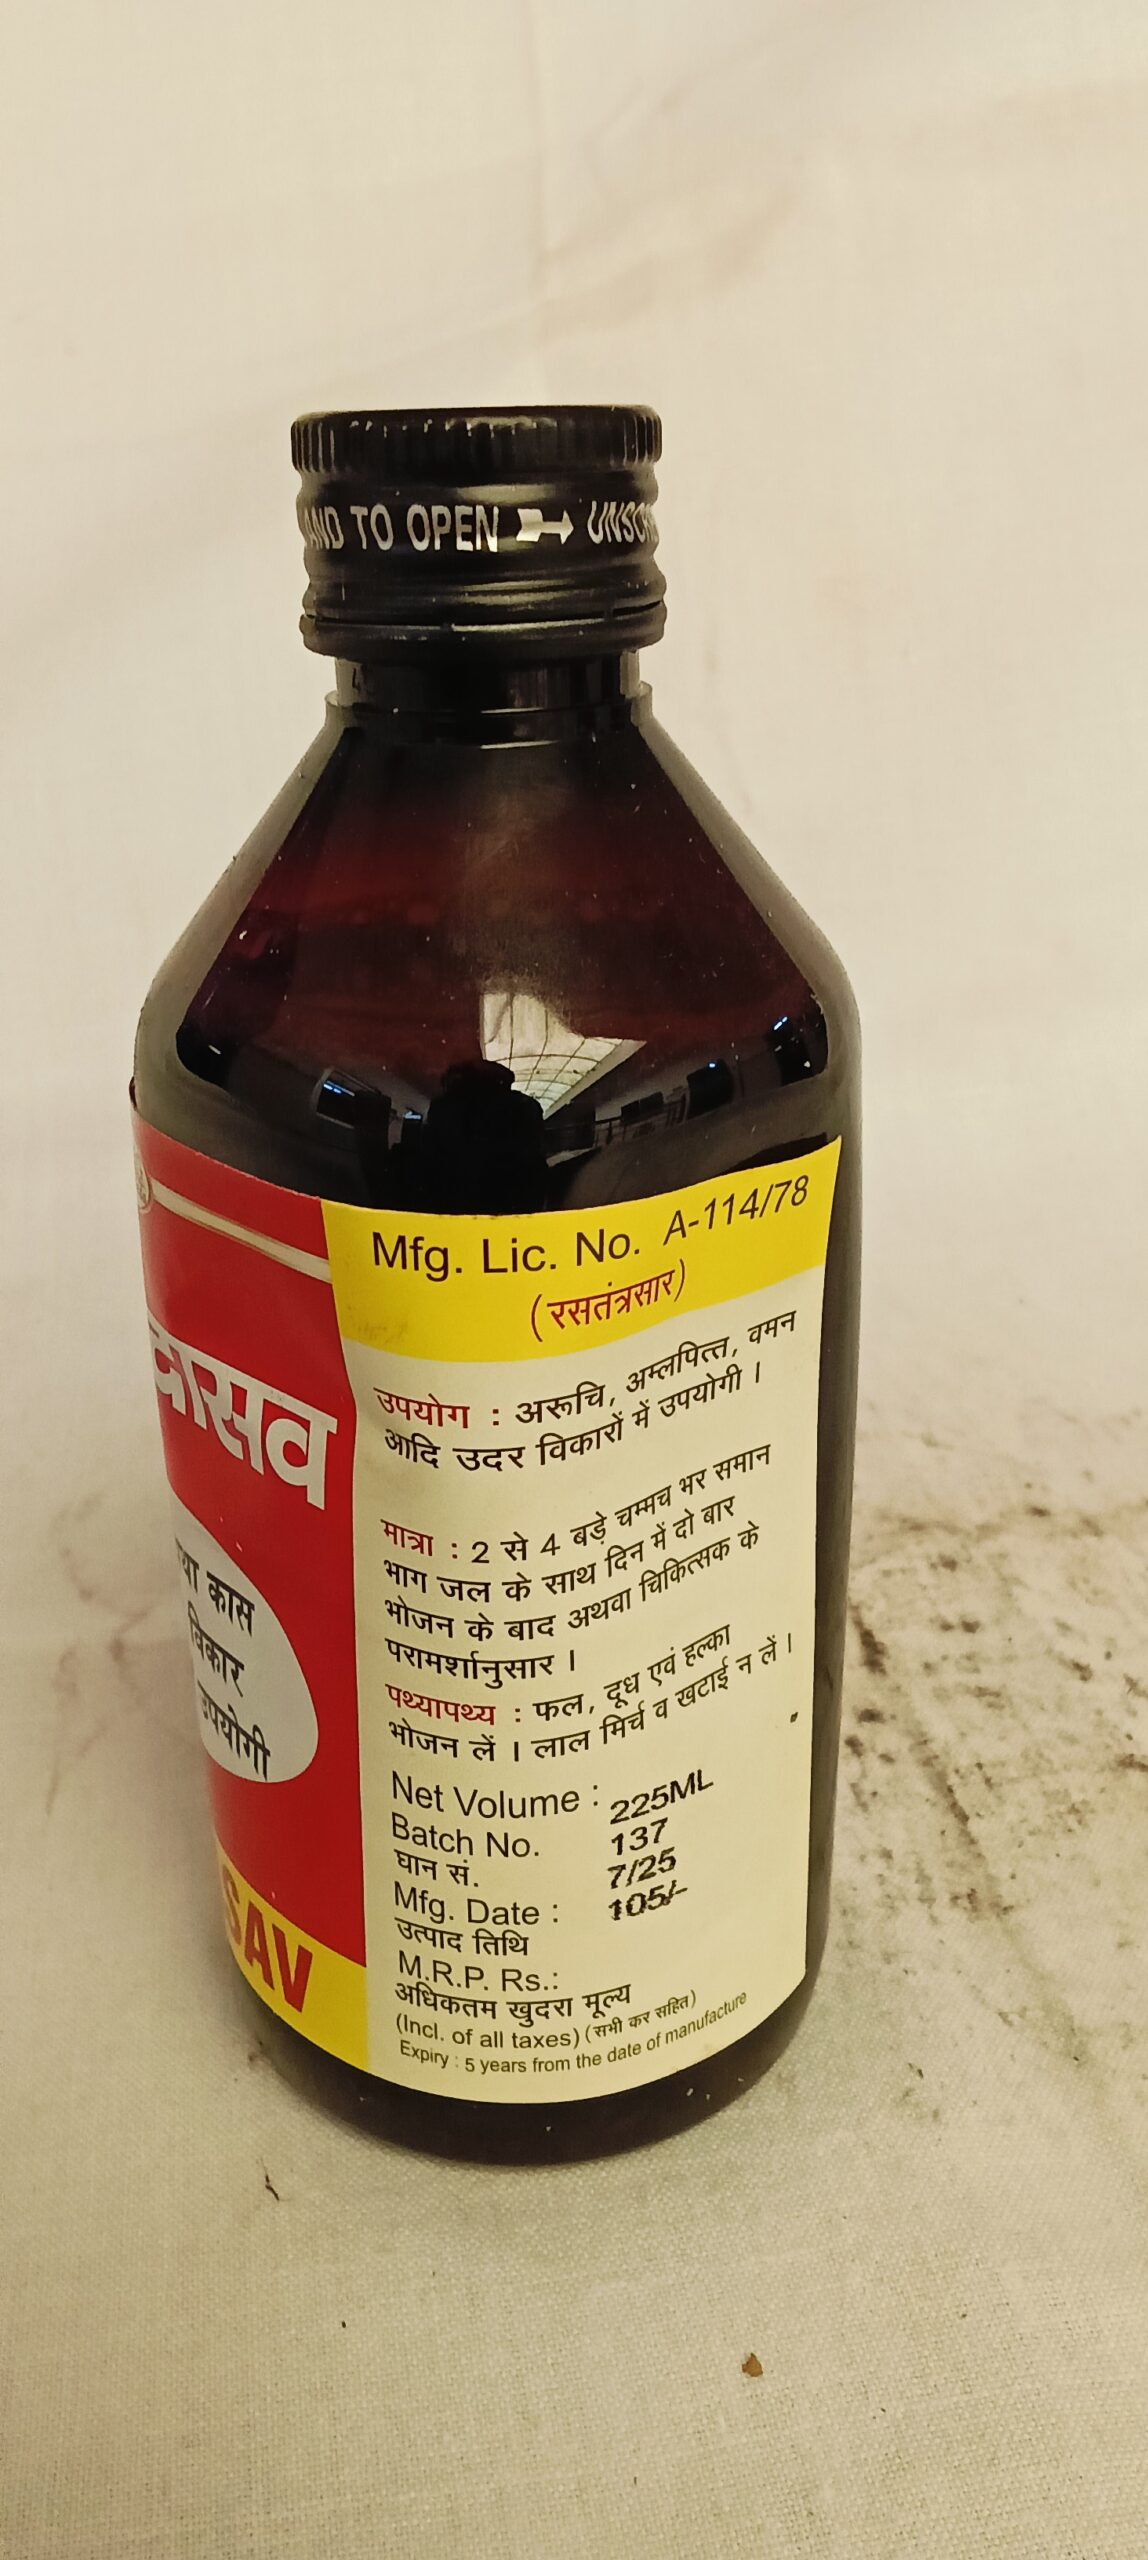 AND TO OPEN UNSCR
Mfg. Lic. No. A-114/78
(रसतंत्रसार)
उपयोग : अरूचि, अम्लपित्त, वमन
आदि उदर विकारों में उपयोगी ।
मात्रा : 2 से 4 बड़े चम्मच भर समान
भाग जल के साथ दिन में दो बार
भोजन के बाद अथवा चिकित्सक के
परामर्शानुसार ।
पथ्यापथ्य : फल, दूध एवं हल्का
भोजन लें । लाल मिर्च व खटाई न लें ।
Net Volume : 225ML
Batch No. 137
घान सं. 7/25
Mfg. Date : 105/-
उत्पाद तिथि
M.R.P. Rs.:
अधिकतम खुदरा मूल्य
(Incl. of all taxes) (सभी कर सहित)
Expiry : 5 years from the date of manufacture
कासव
कास
विकार
उपयोगी
SAV